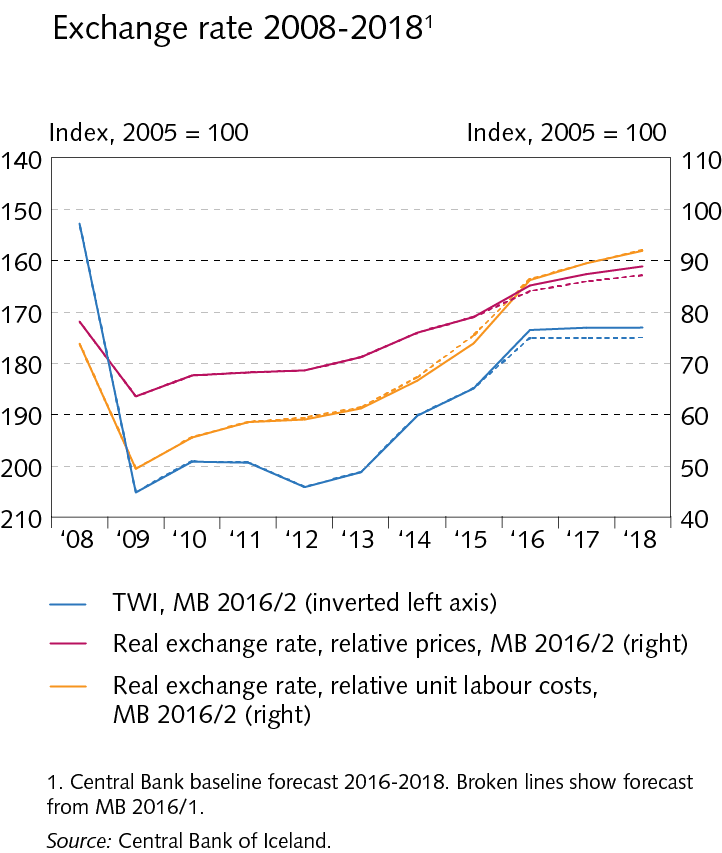 Exchange rate 2008-2018¹
Index, 2005 = 100 Index, 2005 = 100
140 110
150 100
160 90
170 80
180 70
190 60
200 50
210 40
‘08 ‘09 ‘10 ‘11 ‘12 ‘13 ‘14 ‘15 ‘16 ‘17 ‘18
TWI, MB 2016/2 (inverted left axis)
Real exchange rate, relative prices, MB 2016/2 (right)
Real exchange rate, relative unit labour costs,
MB 2016/2 (right)
1. Central Bank baseline forecast 2016-2018. Broken lines show forecast
from MB 2016/1.
Source: Central Bank of Iceland.